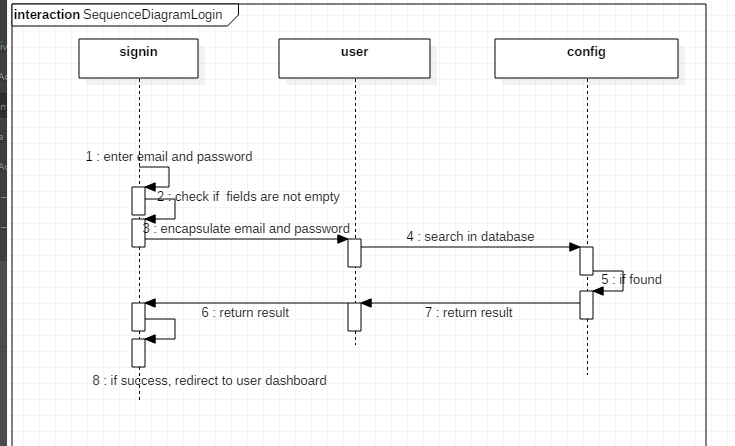 interaction SequenceDiagramLogin
signin
user
config
1 : enter email and password
2 : check if fields are not empty
3 : encapsulate email and password
4 : search in database
5 : if found
6 : return result
7 : return result
8 : if success, redirect to user dashboard